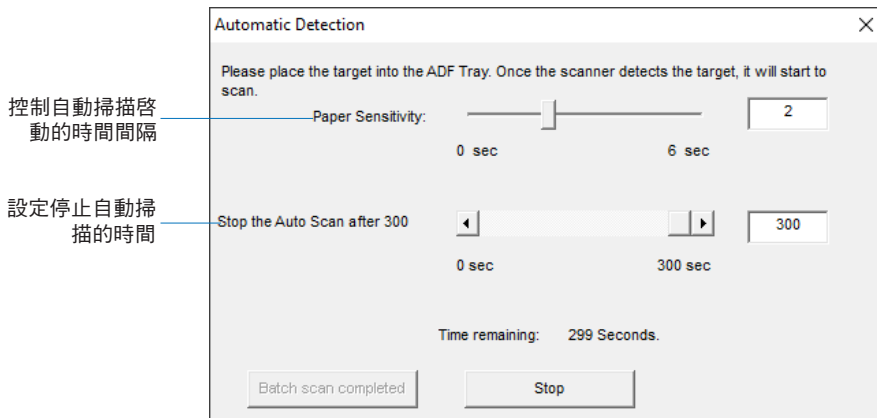 Automatic Detection
Please place the target into the ADF Tray. Once the scanner detects the target, it will start to
scan.
控制自動掃描啓
動的時間間隔
Paper Sensitivity:
2
0 sec
6 sec
設定停止自動掃
描的時間
Stop the Auto Scan after 300
300
0 sec
300 sec
Time remaining: 299 Seconds.
Batch scan completed
Stop